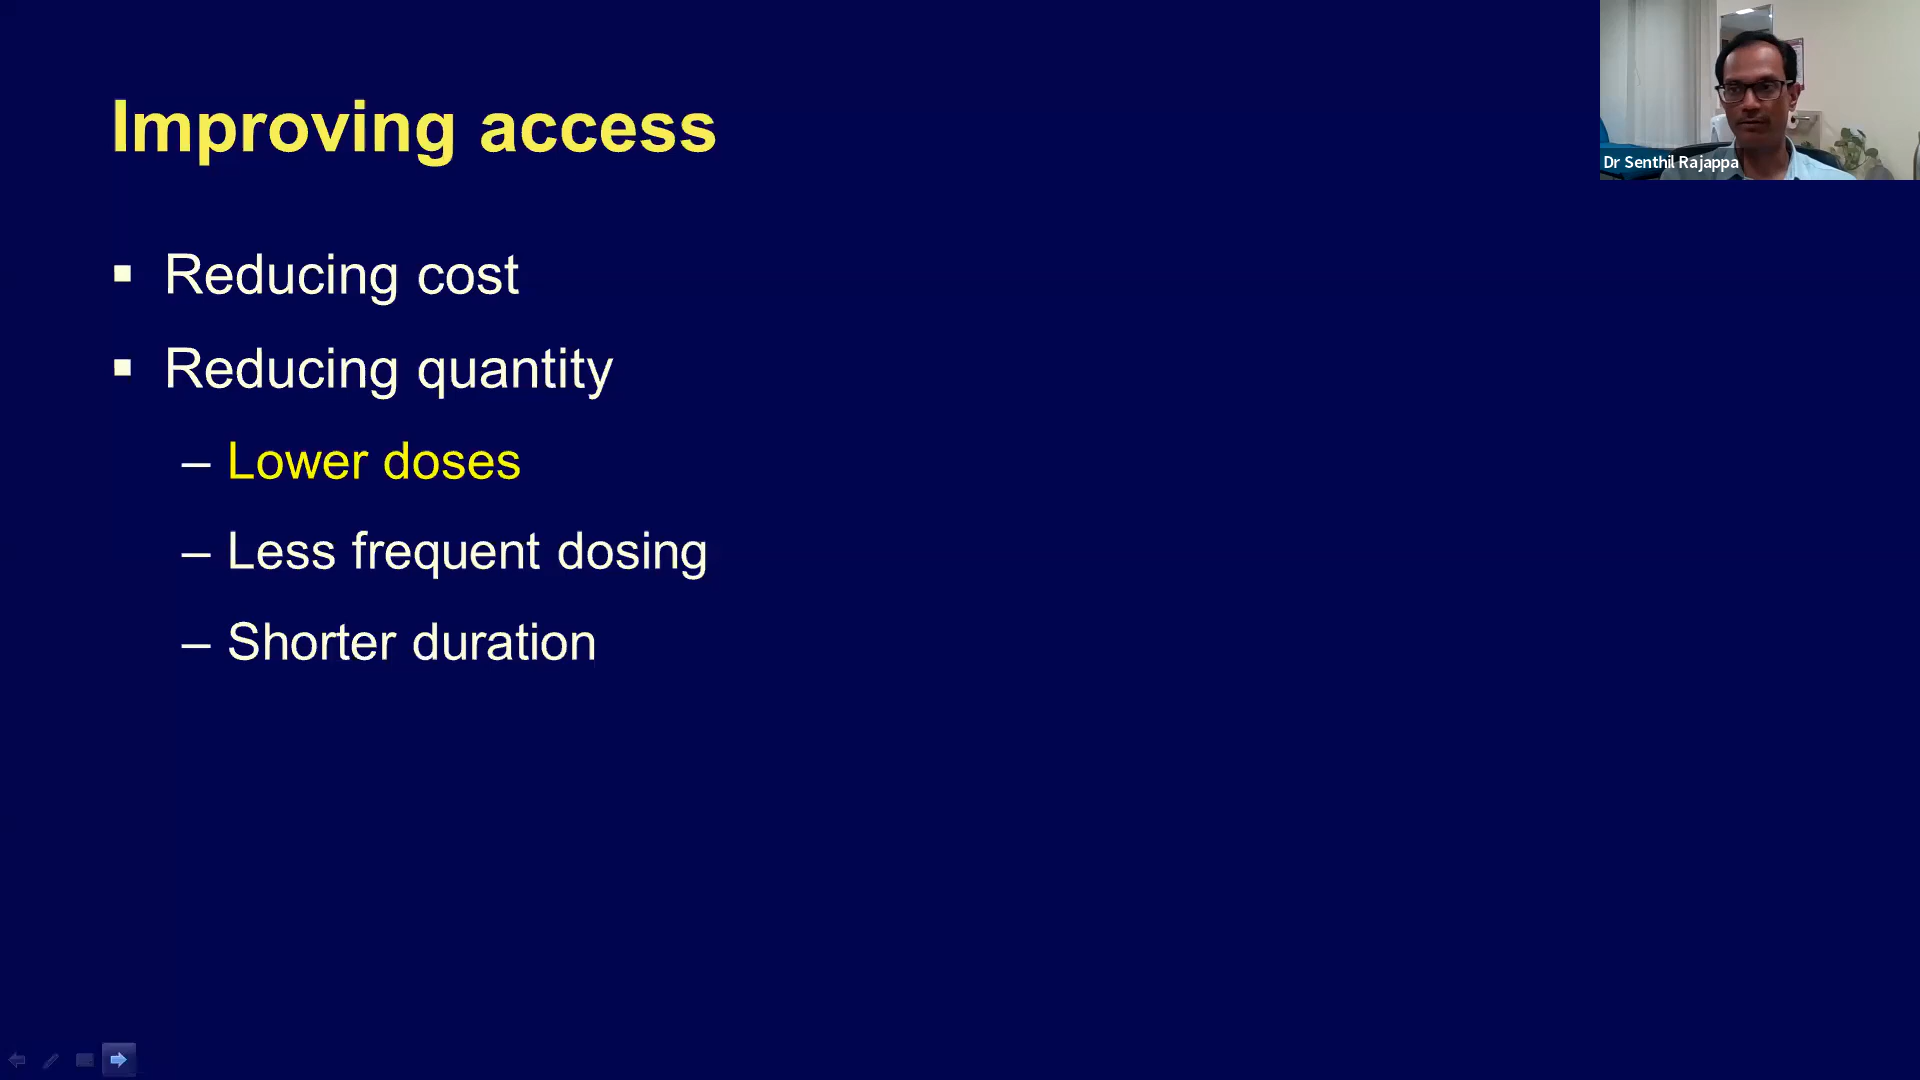 Improving access
Dr Senthil Rajappa
▪ Reducing cost
▪ Reducing quantity
– Lower doses
– Less frequent dosing
– Shorter duration